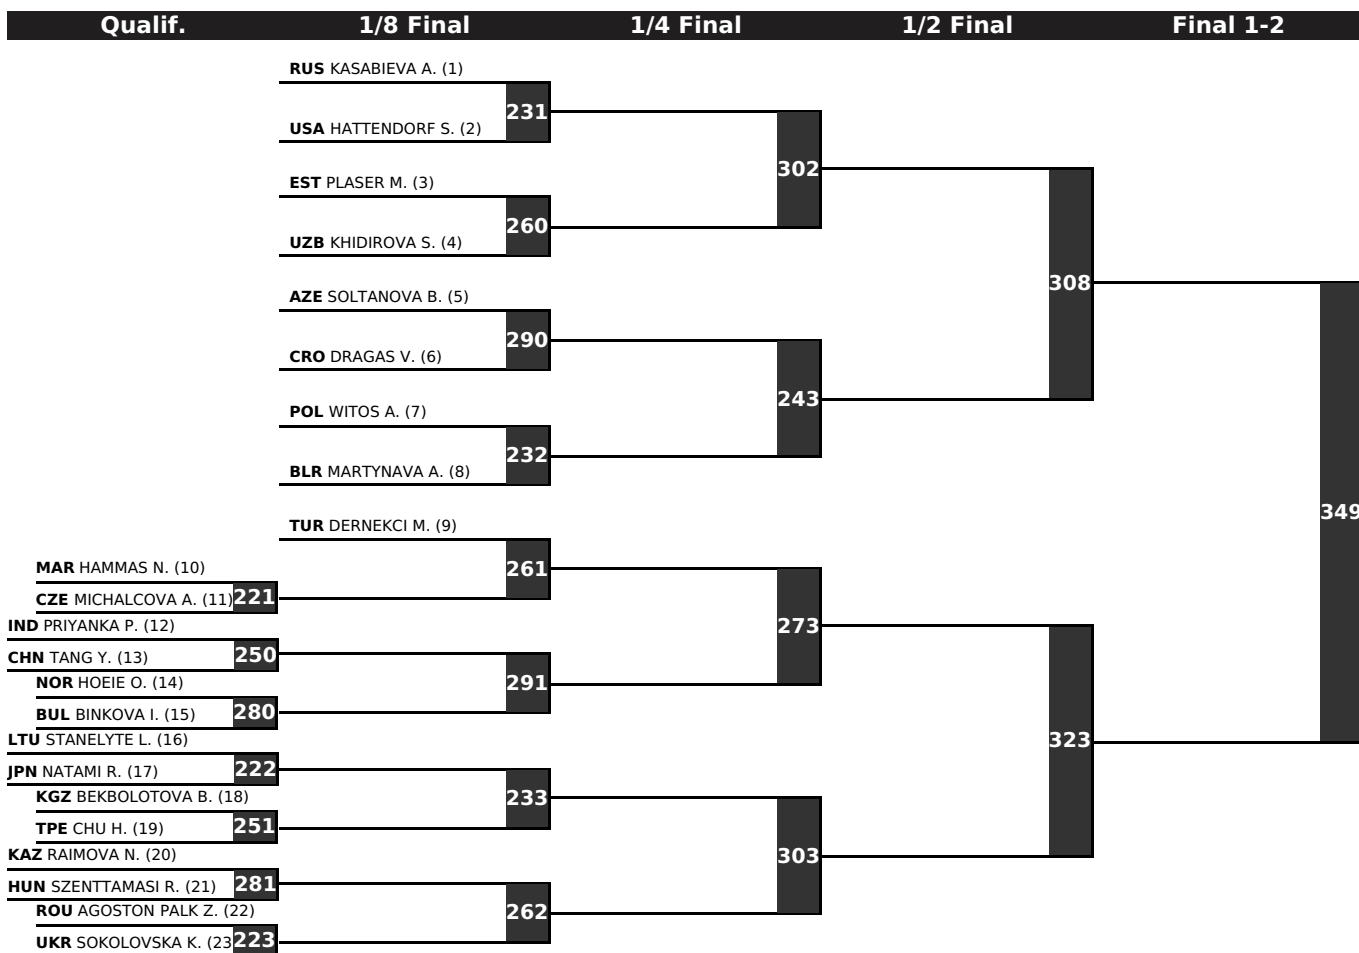 Qualif. 1/8 Final 1/4 Final 1/2 Final Final 1-2
RUS KASABIEVA A. (1)
231
USA HATTENDORF S. (2)
302
EST PLASER M. (3)
260
UZB KHIDIROVA S. (4)
308
AZE SOLTANOVA B. (5)
290
CRO DRAGAS V. (6)
243
POL WITOS A. (7)
232
BLR MARTYNAVA A. (8)
349
TUR DERNEKCI M. (9)
261
MAR HAMMAS N. (10)
CZE MICHALCOVA A. (11) 221
IND PRIYANKA P. (12)
273
CHN TANG Y. (13) 250
NOR HOEIE O. (14)
291
BUL BINKOVA I. (15) 280
LTU STANELYTE L. (16)
323
JPN NATAMI R. (17) 222
KGZ BEKBOLOTOVA B. (18)
233
TPE CHU H. (19) 251
KAZ RAIMOVA N. (20)
303
HUN SZENTTAMASI R. (21) 281
ROU AGOSTON PALK Z. (22)
262
UKR SOKOLOVSKA K. (23 223